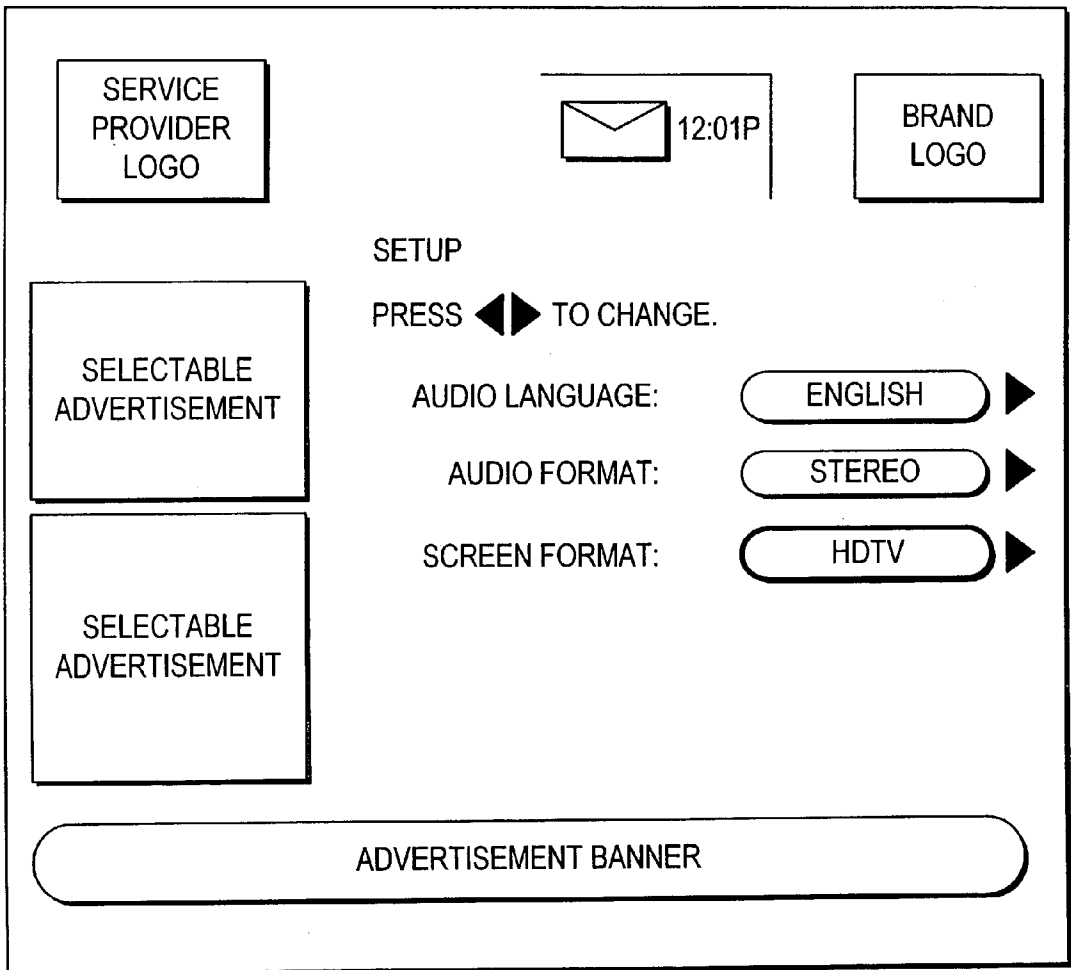 SERVICE
PROVIDER
LOGO
12:01P
BRAND
LOGO
SETUP
PRESS ◀▶ TO CHANGE.
SELECTABLE
ADVERTISEMENT
AUDIO LANGUAGE: ENGLISH
AUDIO FORMAT: STEREO
SCREEN FORMAT: HDTV
SELECTABLE
ADVERTISEMENT
ADVERTISEMENT BANNER